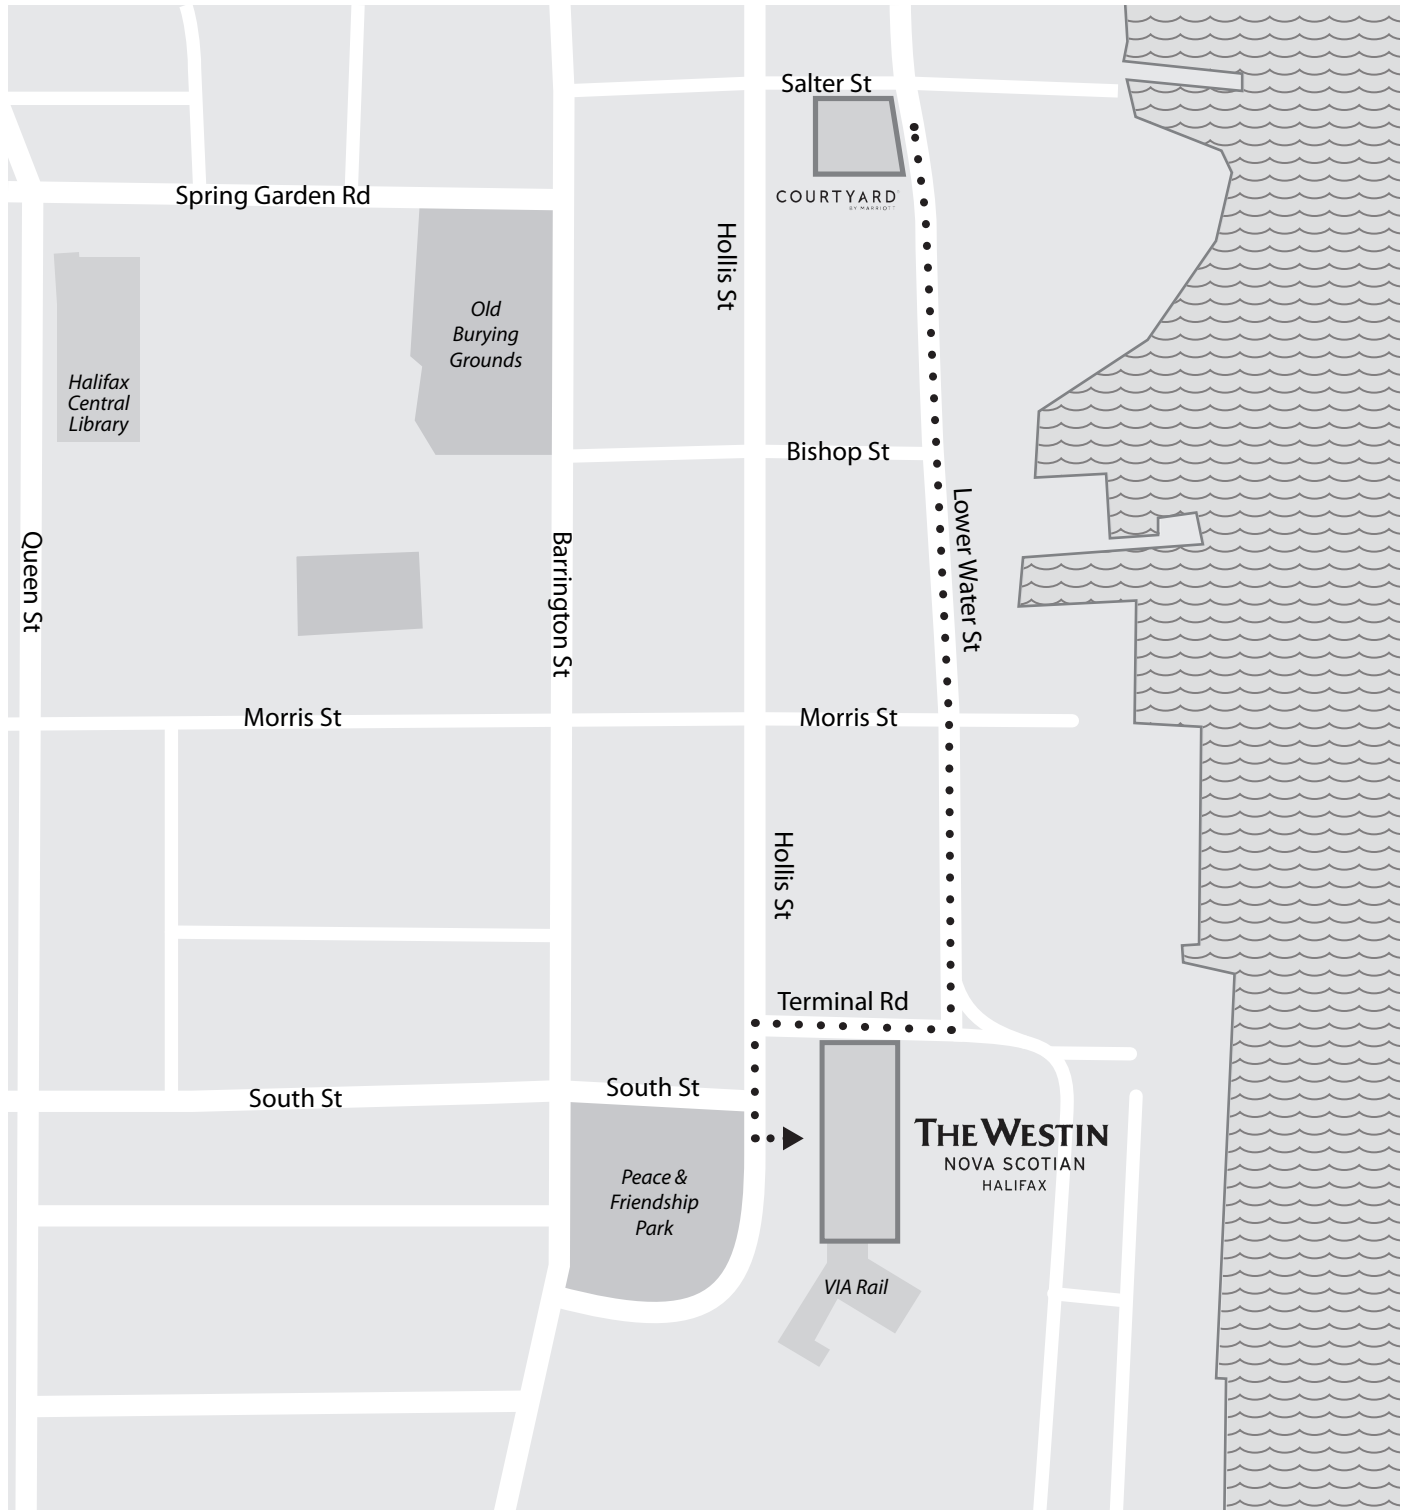 Salter St
Spring Garden Rd
COURTYARD
BY MARRIOTT
Hollis St
Old
Burying
Grounds
Halifax
Central
Library
Bishop St
Lower Water St
Queen St
Barrington St
Morris St
Morris St
Hollis St
Terminal Rd
South St
South St
THE WESTIN
NOVA SCOTIAN
HALIFAX
Peace &
Friendship
Park
VIA Rail